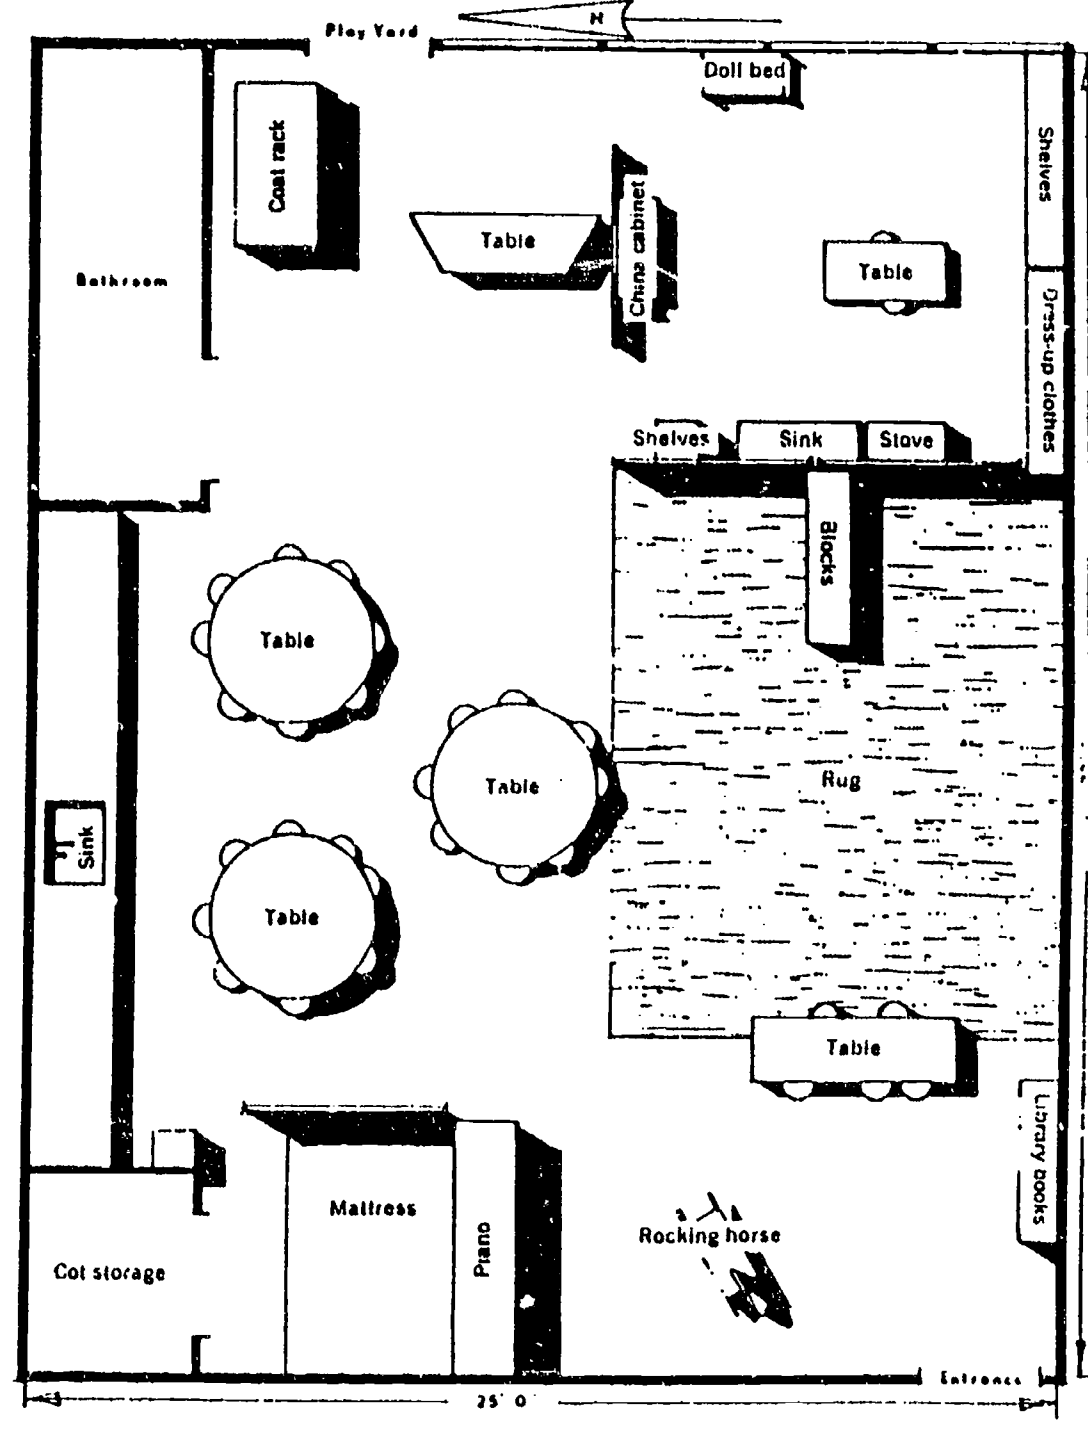 Play Yard
N
Doll bed
Coat rack
Shelves
Table
China cabinet
Table
Bathroom
Dress-up clothes
Shelves
Sink
Stove
Blocks
Table
Table
Rug
Sink
Table
Table
Library books
Mattress
Piano
Rocking horse
Cot storage
Entrance
25' 0"